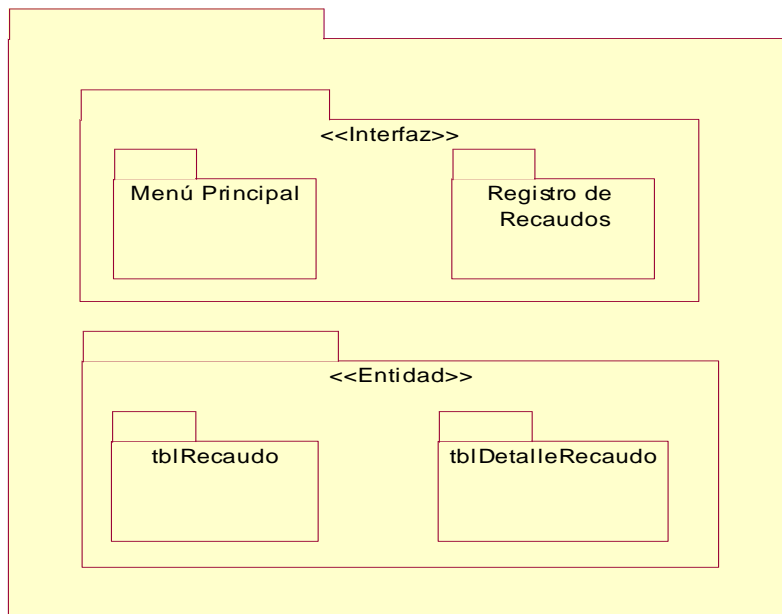 <<Interfaz>>
Menú Principal
Registro de
Recaudos
<<Entidad>>
tblRecaudo
tblDetalleRecaudo